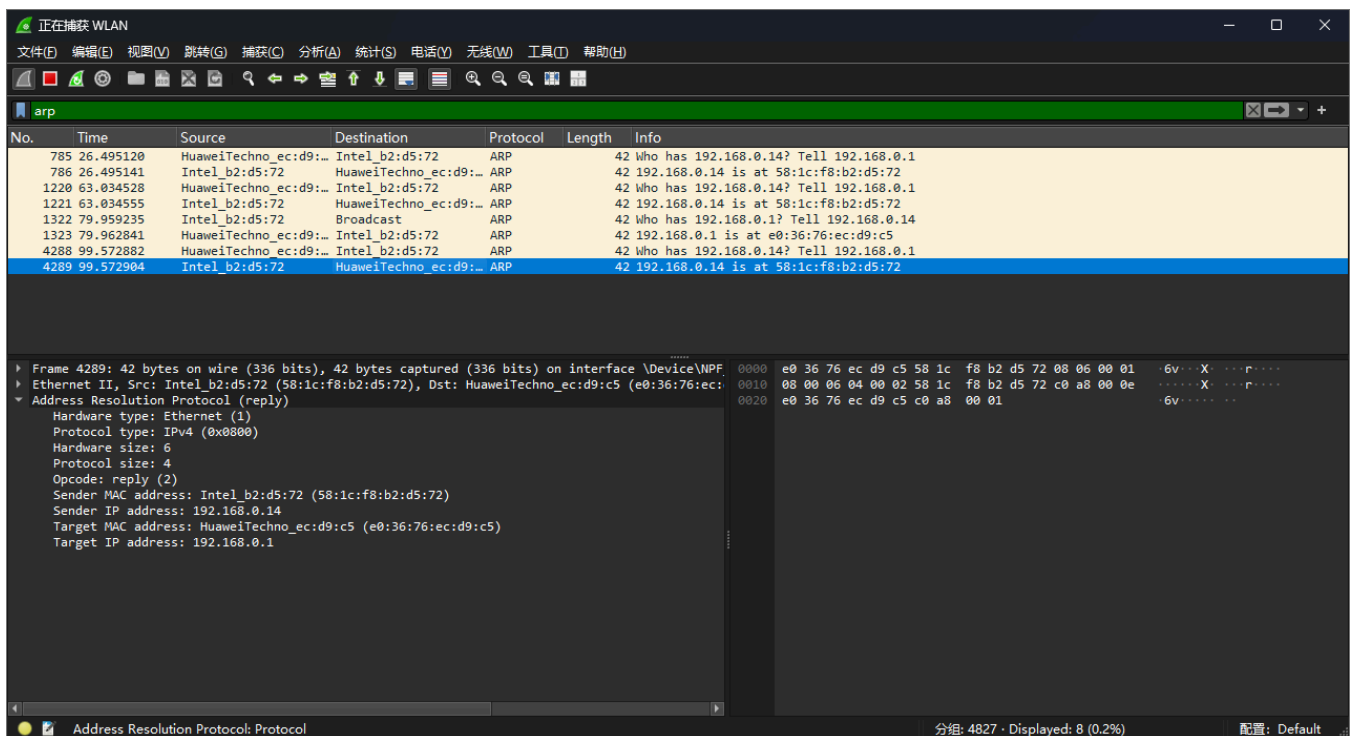 正在捕获 WLAN
文件(F) 编辑(E) 视图(V) 跳转(G) 捕获(C) 分析(A) 统计(S) 电话(Y) 无线(W) 工具(T) 帮助(H)
arp
No. Time Source Destination Protocol Length Info
785 26.495120 HuaweiTechno_ec:d9:… Intel_b2:d5:72 ARP 42 Who has 192.168.0.14? Tell 192.168.0.1
786 26.495141 Intel_b2:d5:72 HuaweiTechno_ec:d9:… ARP 42 192.168.0.14 is at 58:1c:f8:b2:d5:72
1220 63.034528 HuaweiTechno_ec:d9:… Intel_b2:d5:72 ARP 42 Who has 192.168.0.14? Tell 192.168.0.1
1221 63.034555 Intel_b2:d5:72 HuaweiTechno_ec:d9:… ARP 42 192.168.0.14 is at 58:1c:f8:b2:d5:72
1322 79.959235 Intel_b2:d5:72 Broadcast ARP 42 Who has 192.168.0.1? Tell 192.168.0.14
1323 79.962841 HuaweiTechno_ec:d9:… Intel_b2:d5:72 ARP 42 192.168.0.1 is at e0:36:76:ec:d9:c5
4288 99.572882 HuaweiTechno_ec:d9:… Intel_b2:d5:72 ARP 42 Who has 192.168.0.14? Tell 192.168.0.1
4289 99.572904 Intel_b2:d5:72 HuaweiTechno_ec:d9:… ARP 42 192.168.0.14 is at 58:1c:f8:b2:d5:72
Frame 4289: 42 bytes on wire (336 bits), 42 bytes captured (336 bits) on interface \Device\NPF_
Ethernet II, Src: Intel_b2:d5:72 (58:1c:f8:b2:d5:72), Dst: HuaweiTechno_ec:d9:c5 (e0:36:76:ec:
Address Resolution Protocol (reply)
Hardware type: Ethernet (1)
Protocol type: IPv4 (0x0800)
Hardware size: 6
Protocol size: 4
Opcode: reply (2)
Sender MAC address: Intel_b2:d5:72 (58:1c:f8:b2:d5:72)
Sender IP address: 192.168.0.14
Target MAC address: HuaweiTechno_ec:d9:c5 (e0:36:76:ec:d9:c5)
Target IP address: 192.168.0.1
0000 e0 36 76 ec d9 c5 58 1c f8 b2 d5 72 08 06 00 01 ·6v···X· ···r····
0010 08 00 06 04 00 02 58 1c f8 b2 d5 72 c0 a8 00 0e ······X· ···r····
0020 e0 36 76 ec d9 c5 c0 a8 00 01 ·6v····· ··
Address Resolution Protocol: Protocol
分组: 4827 · Displayed: 8 (0.2%)
配置: Default